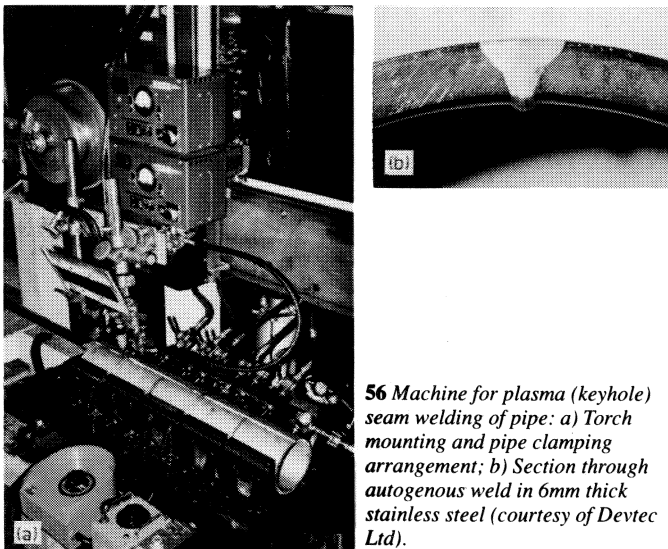 (b)
(a)
56 Machine for plasma (keyhole)
seam welding of pipe: a) Torch
mounting and pipe clamping
arrangement; b) Section through
autogenous weld in 6mm thick
stainless steel (courtesy of Devtec
Ltd).